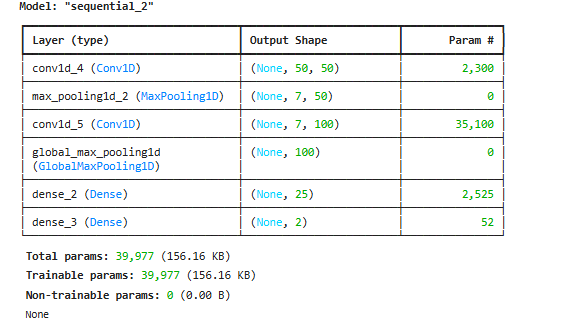 Model: "sequential_2"
Layer (type) Output Shape Param #
conv1d_4 (Conv1D) (None, 50, 50) 2,300
max_pooling1d_2 (MaxPooling1D) (None, 7, 50) 0
conv1d_5 (Conv1D) (None, 7, 100) 35,100
global_max_pooling1d (None, 100) 0
(GlobalMaxPooling1D)
dense_2 (Dense) (None, 25) 2,525
dense_3 (Dense) (None, 2) 52
Total params: 39,977 (156.16 KB)
Trainable params: 39,977 (156.16 KB)
Non-trainable params: 0 (0.00 B)
None